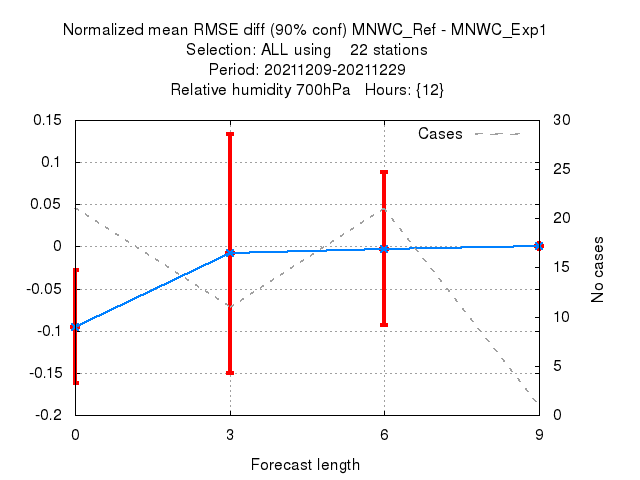 Normalized mean RMSE diff (90% conf) MNWC_Ref - MNWC_Exp1
Selection: ALL using    22 stations
Period: 20211209-20211229
Relative humidity 700hPa   Hours: {12}
Cases
0.15
0.1
0.05
0
-0.05
-0.1
-0.15
-0.2
30
25
20
15
10
5
0
No cases
0 3 6 9
Forecast length